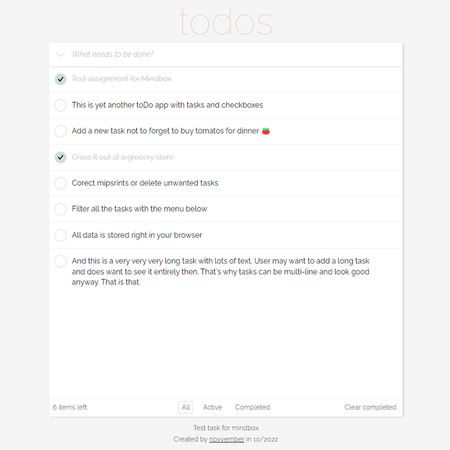 todos
What needs to be done?
Test assignment for Mindbox
This is yet another toDo app with tasks and checkboxes
Add a new task not to forget to buy tomatos for dinner 🍅
Cross it out at a grocery store
Corect mipsrints or delete unwanted tasks
Filter all the tasks with the menu below
All data is stored right in your browser
And this is a very very very long task with lots of text. User may want to add a long task
and does want to see it entirely then. That's why tasks can be multi-line and look good
anyway. That is that.
6 items left All Active Completed Clear completed
Test task for mindbox
Created by novvember in 10/2022